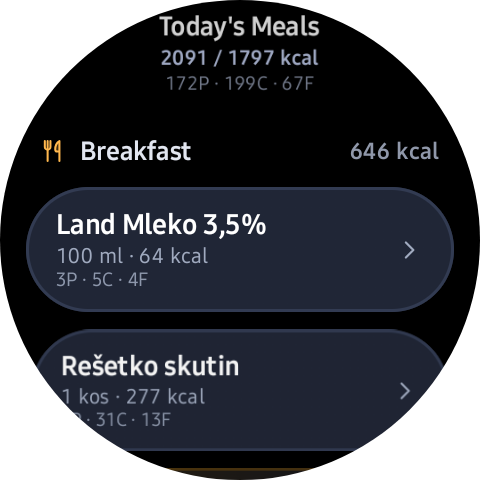 Today's Meals
2091 / 1797 kcal
172P · 199C · 67F
Breakfast 646 kcal
Land Mleko 3,5%
100 ml · 64 kcal
3P · 5C · 4F
Rešetko skutin
1 kos · 277 kcal
· 31C · 13F